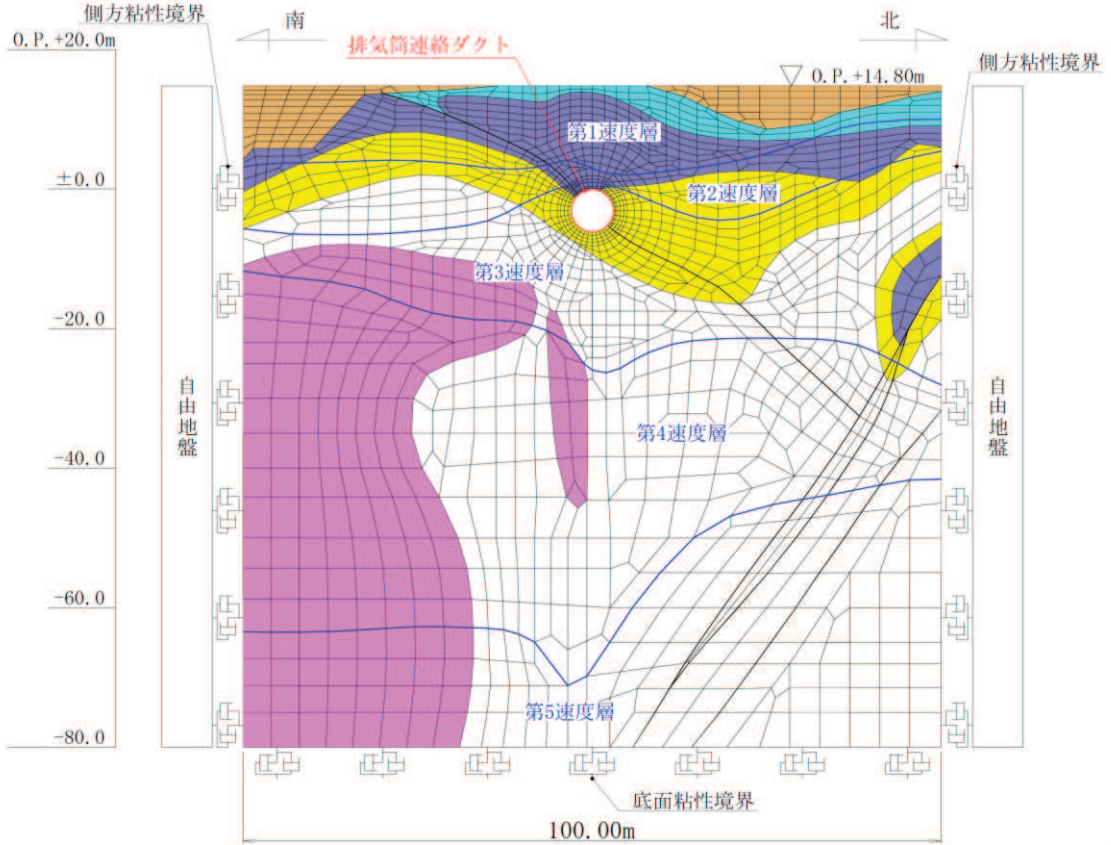 側方粘性境界
南
北
O.P.+20.0m
排気筒連絡ダクト
O.P.+14.80m
側方粘性境界
第1速度層
±0.0
第2速度層
第3速度層
-20.0
自由地盤
自由地盤
第4速度層
-40.0
-60.0
第5速度層
-80.0
底面粘性境界
100.00m